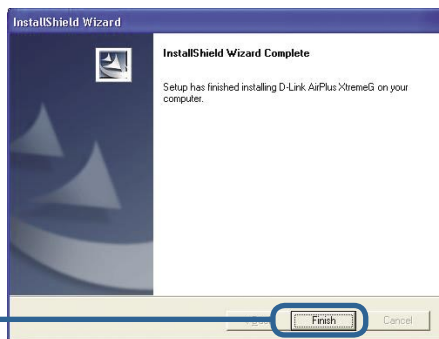 InstallShield Wizard
InstallShield Wizard Complete
Setup has finished installing D-Link AirPlus XtremeG on your
computer.
Finish
Cancel